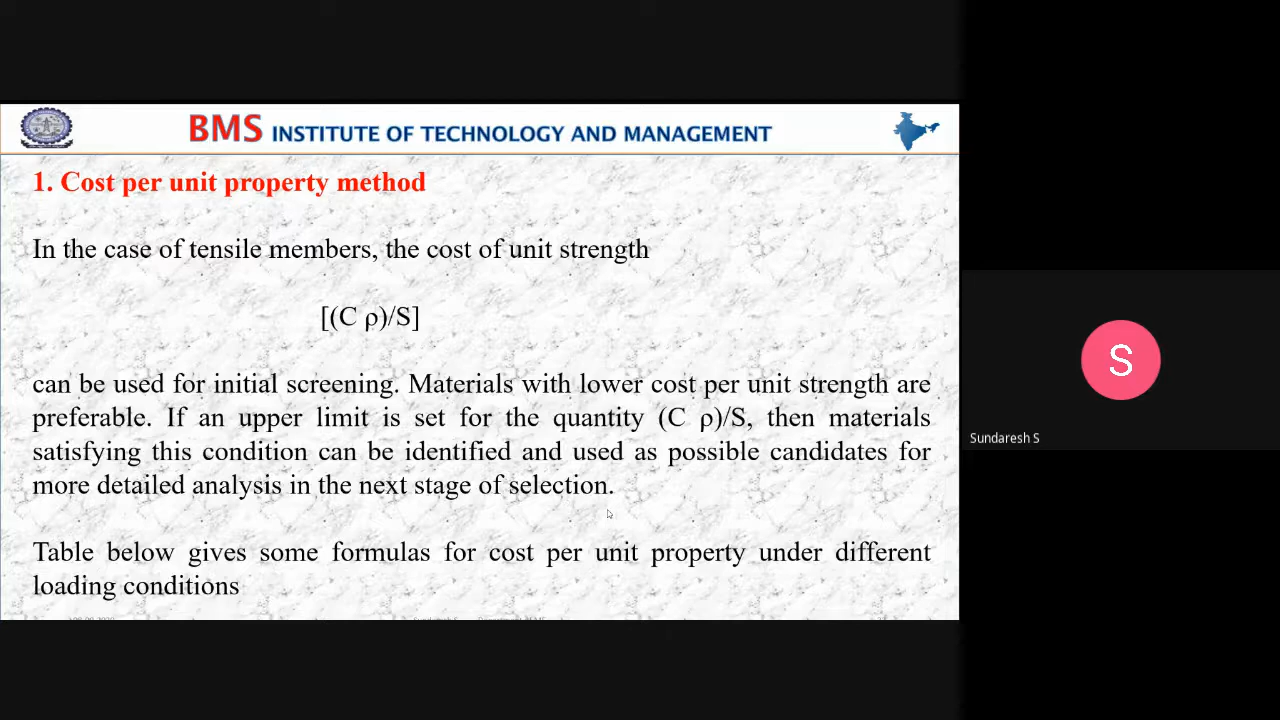 BMS INSTITUTE OF TECHNOLOGY AND MANAGEMENT
1. Cost per unit property method
In the case of tensile members, the cost of unit strength
[(C ρ)/S]
can be used for initial screening. Materials with lower cost per unit strength are
preferable. If an upper limit is set for the quantity (C ρ)/S, then materials
satisfying this condition can be identified and used as possible candidates for
more detailed analysis in the next stage of selection.
Table below gives some formulas for cost per unit property under different
loading conditions
S
Sundaresh S